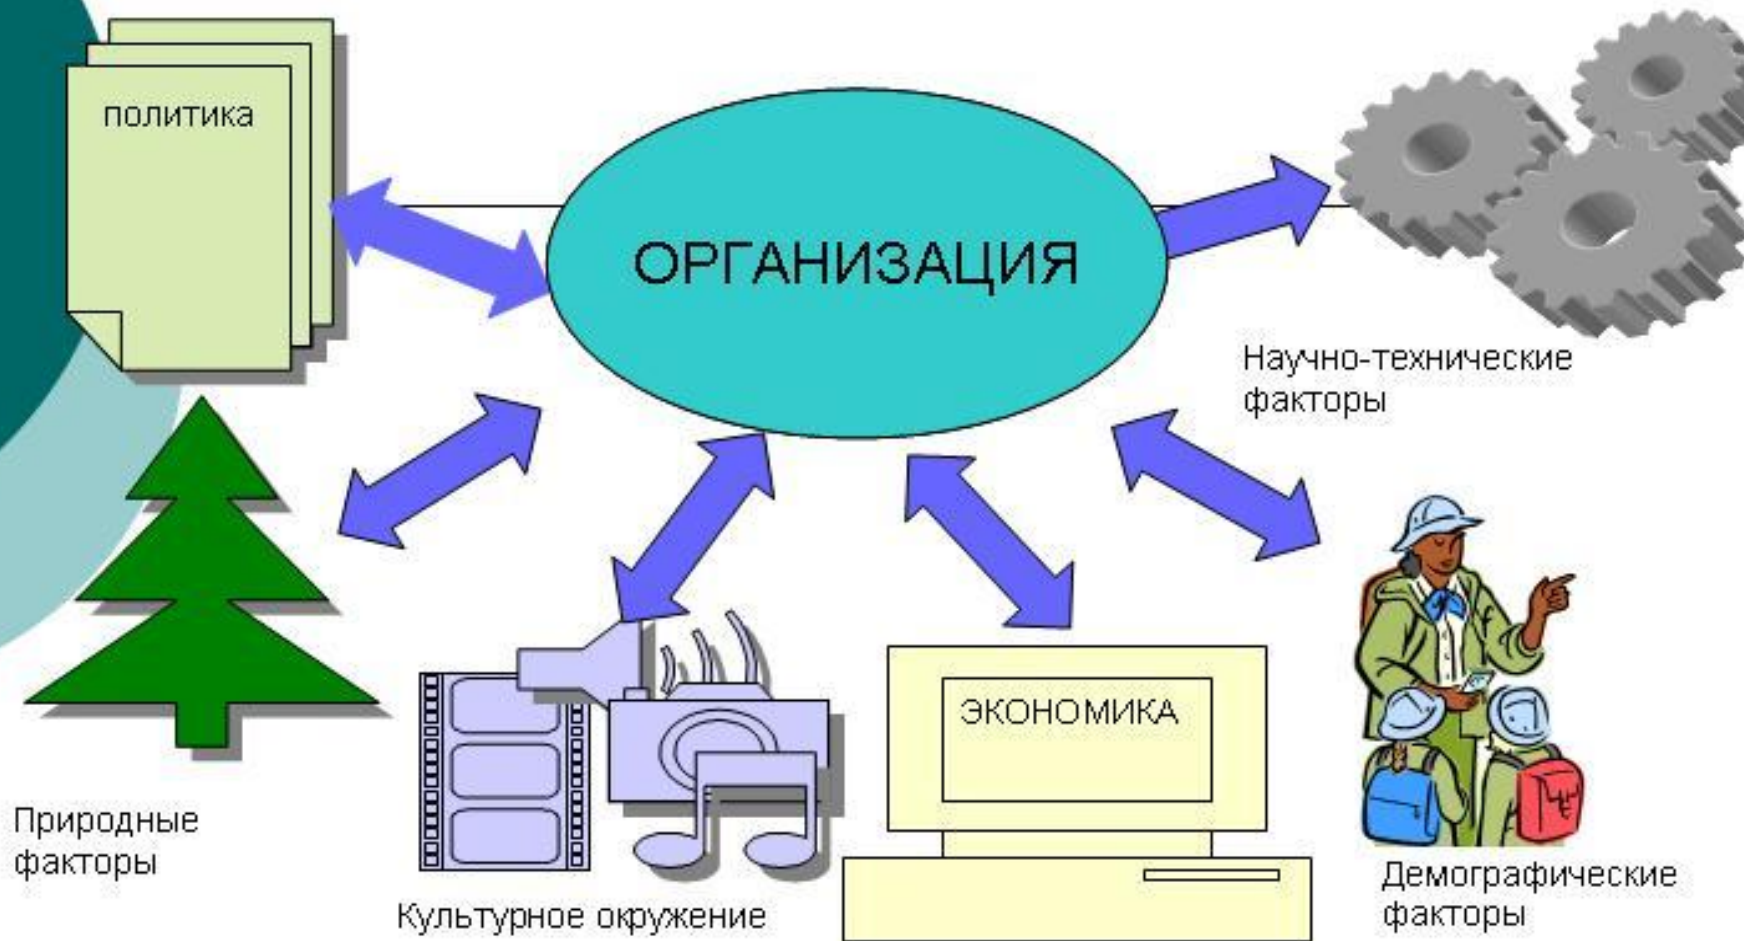 политика
ОРГАНИЗАЦИЯ
Научно-технические
факторы
ЭКОНОМИКА
Природные
факторы
Культурное окружение
Демографические
факторы